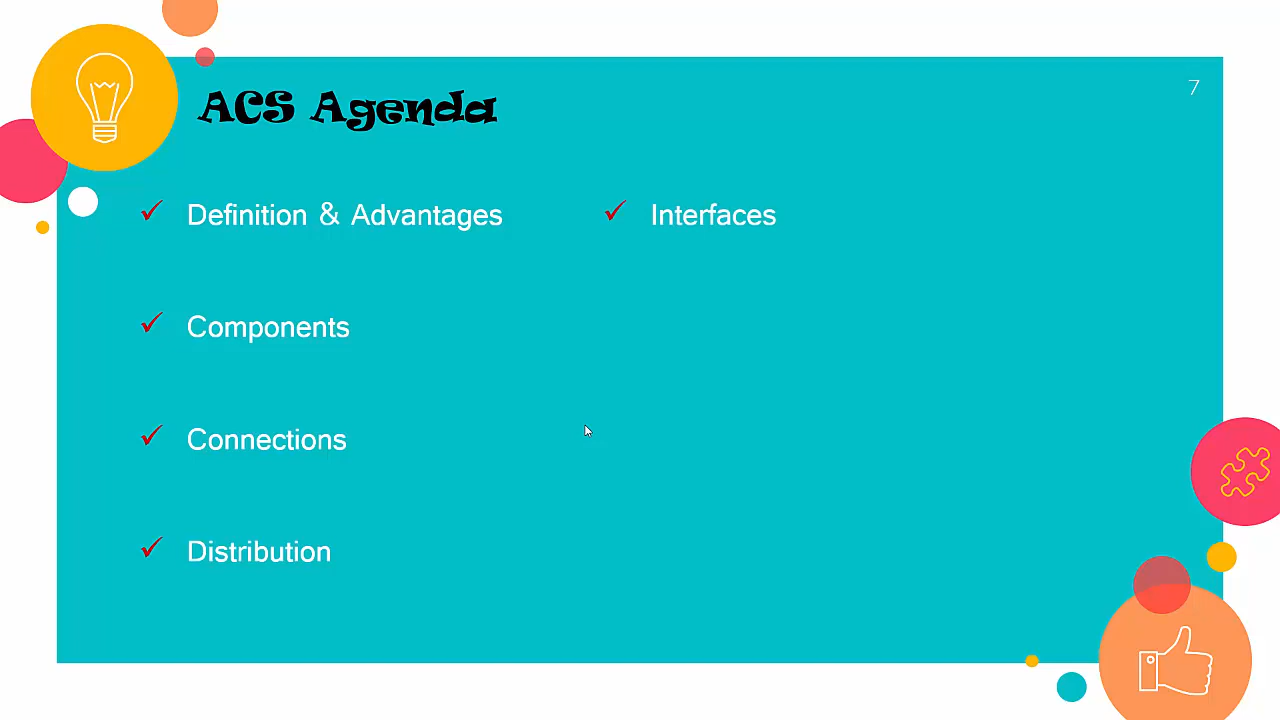 ACS Agenda
7
Definition & Advantages
Components
Connections
Distribution
Interfaces